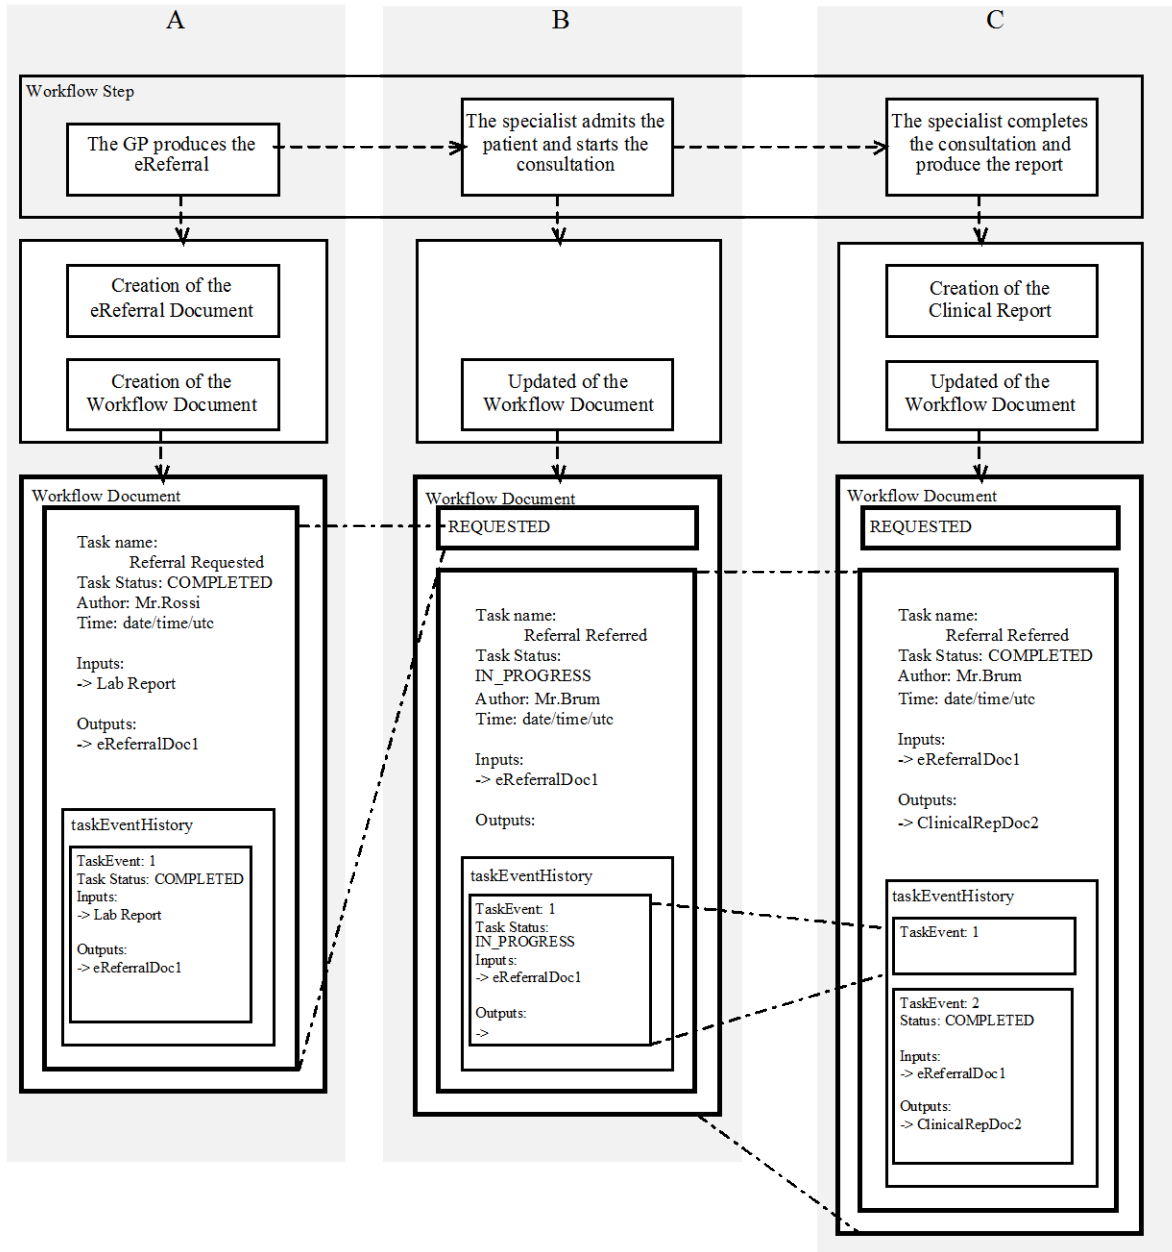 A
B
C
Workflow Step
The GP produces the
eReferral
The specialist admits the
patient and starts the
consultation
The specialist completes
the consultation and
produce the report
Creation of the
eReferral Document
Creation of the
Workflow Document
Updated of the
Workflow Document
Creation of the
Clinical Report
Updated of the
Workflow Document
Workflow Document
Task name:
Referral Requested
Task Status: COMPLETED
Author: Mr.Rossi
Time: date/time/utc
Inputs:
-> Lab Report
Outputs:
-> eReferralDoc1
taskEventHistory
TaskEvent: 1
Task Status: COMPLETED
Inputs:
-> Lab Report
Outputs:
-> eReferralDoc1
Workflow Document
REQUESTED
Task name:
Referral Referred
Task Status:
IN_PROGRESS
Author: Mr.Brum
Time: date/time/utc
Inputs:
-> eReferralDoc1
Outputs:
taskEventHistory
TaskEvent: 1
Task Status:
IN_PROGRESS
Inputs:
-> eReferralDoc1
Outputs:
->
Workflow Document
REQUESTED
Task name:
Referral Referred
Task Status: COMPLETED
Author: Mr.Brum
Time: date/time/utc
Inputs:
-> eReferralDoc1
Outputs:
-> ClinicalRepDoc2
taskEventHistory
TaskEvent: 1
TaskEvent: 2
Status: COMPLETED
Inputs:
-> eReferralDoc1
Outputs:
-> ClinicalRepDoc2